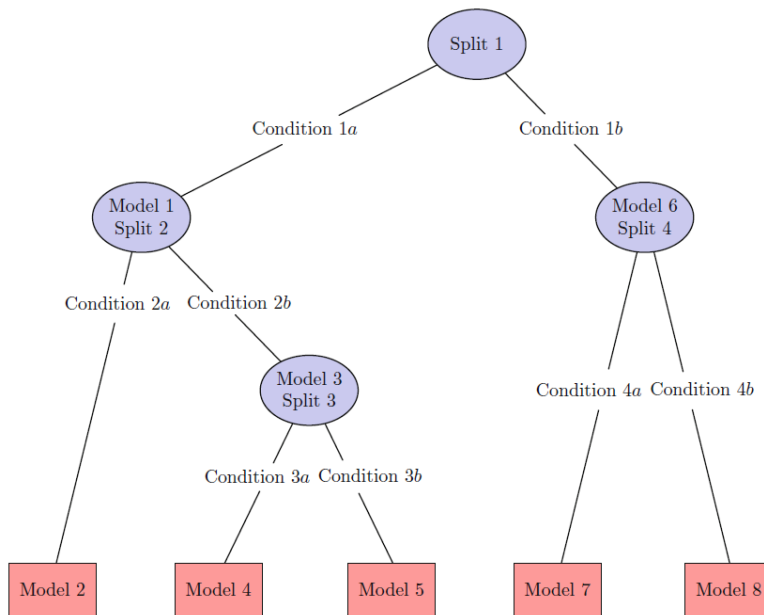 Split 1
Condition 1a
Condition 1b
Model 1
Split 2
Model 6
Split 4
Condition 2a
Condition 2b
Model 3
Split 3
Condition 4a
Condition 4b
Condition 3a
Condition 3b
Model 2
Model 4
Model 5
Model 7
Model 8